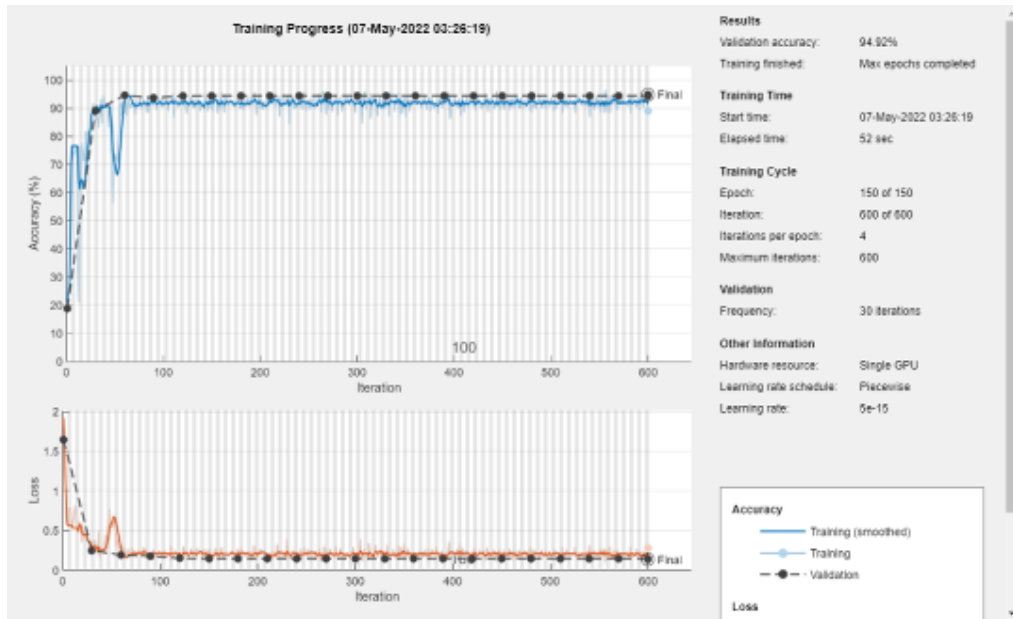 Training Progress (07-May-2022 03:26:19)
Accuracy (%)
100
90
80
70
60
50
40
30
20
10
0
Final
100
0 100 200 300 400 500 600
Iteration
Loss
2
1.5
1
0.5
0
Final
0 100 200 300 400 500 600
Iteration
Results
Validation accuracy: 94.92%
Training finished: Max epochs completed
Training Time
Start time: 07-May-2022 03:26:19
Elapsed time: 52 sec
Training Cycle
Epoch: 150 of 150
Iteration: 600 of 600
Iterations per epoch: 4
Maximum iterations: 600
Validation
Frequency: 30 iterations
Other Information
Hardware resource: Single GPU
Learning rate schedule: Piecewise
Learning rate: 5e-15
Accuracy
Training (smoothed)
Training
Validation
Loss